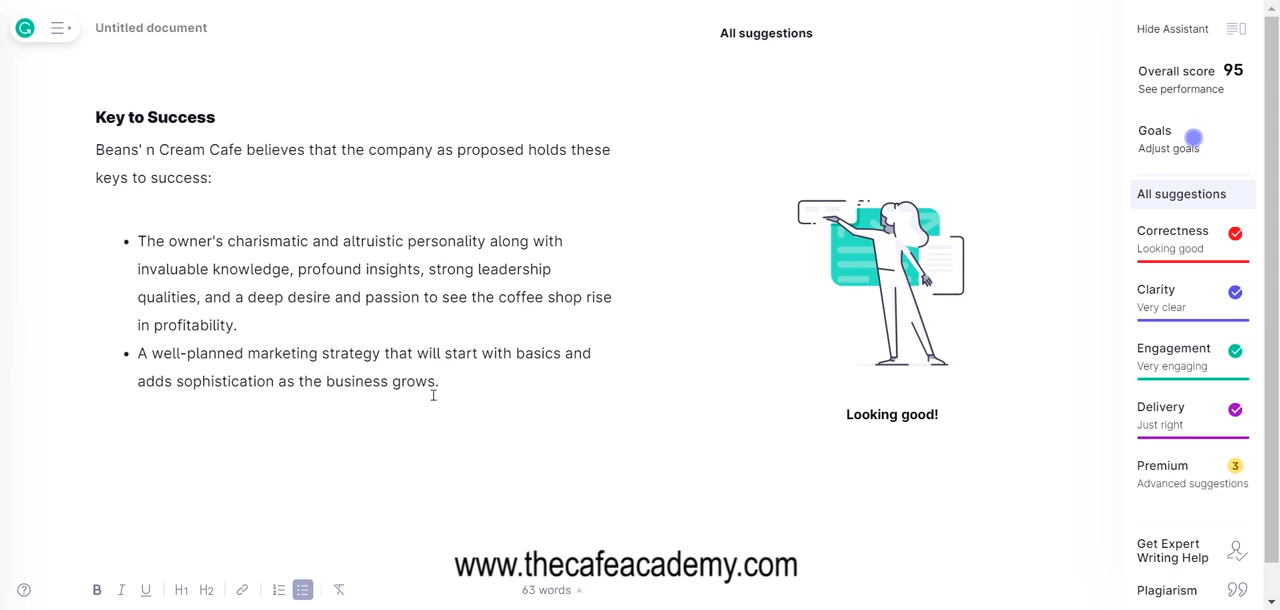 Untitled document
All suggestions
Key to Success
Beans' n Cream Cafe believes that the company as proposed holds these
keys to success:
• The owner's charismatic and altruistic personality along with
invaluable knowledge, profound insights, strong leadership
qualities, and a deep desire and passion to see the coffee shop rise
in profitability.
• A well-planned marketing strategy that will start with basics and
adds sophistication as the business grows.
Looking good!
Hide Assistant
Overall score 95
See performance
Goals
Adjust goals
All suggestions
Correctness
Looking good
Clarity
Very clear
Engagement
Very engaging
Delivery
Just right
Premium 3
Advanced suggestions
Get Expert
Writing Help
Plagiarism
www.thecafeacademy.com
B I U H1 H2
63 words